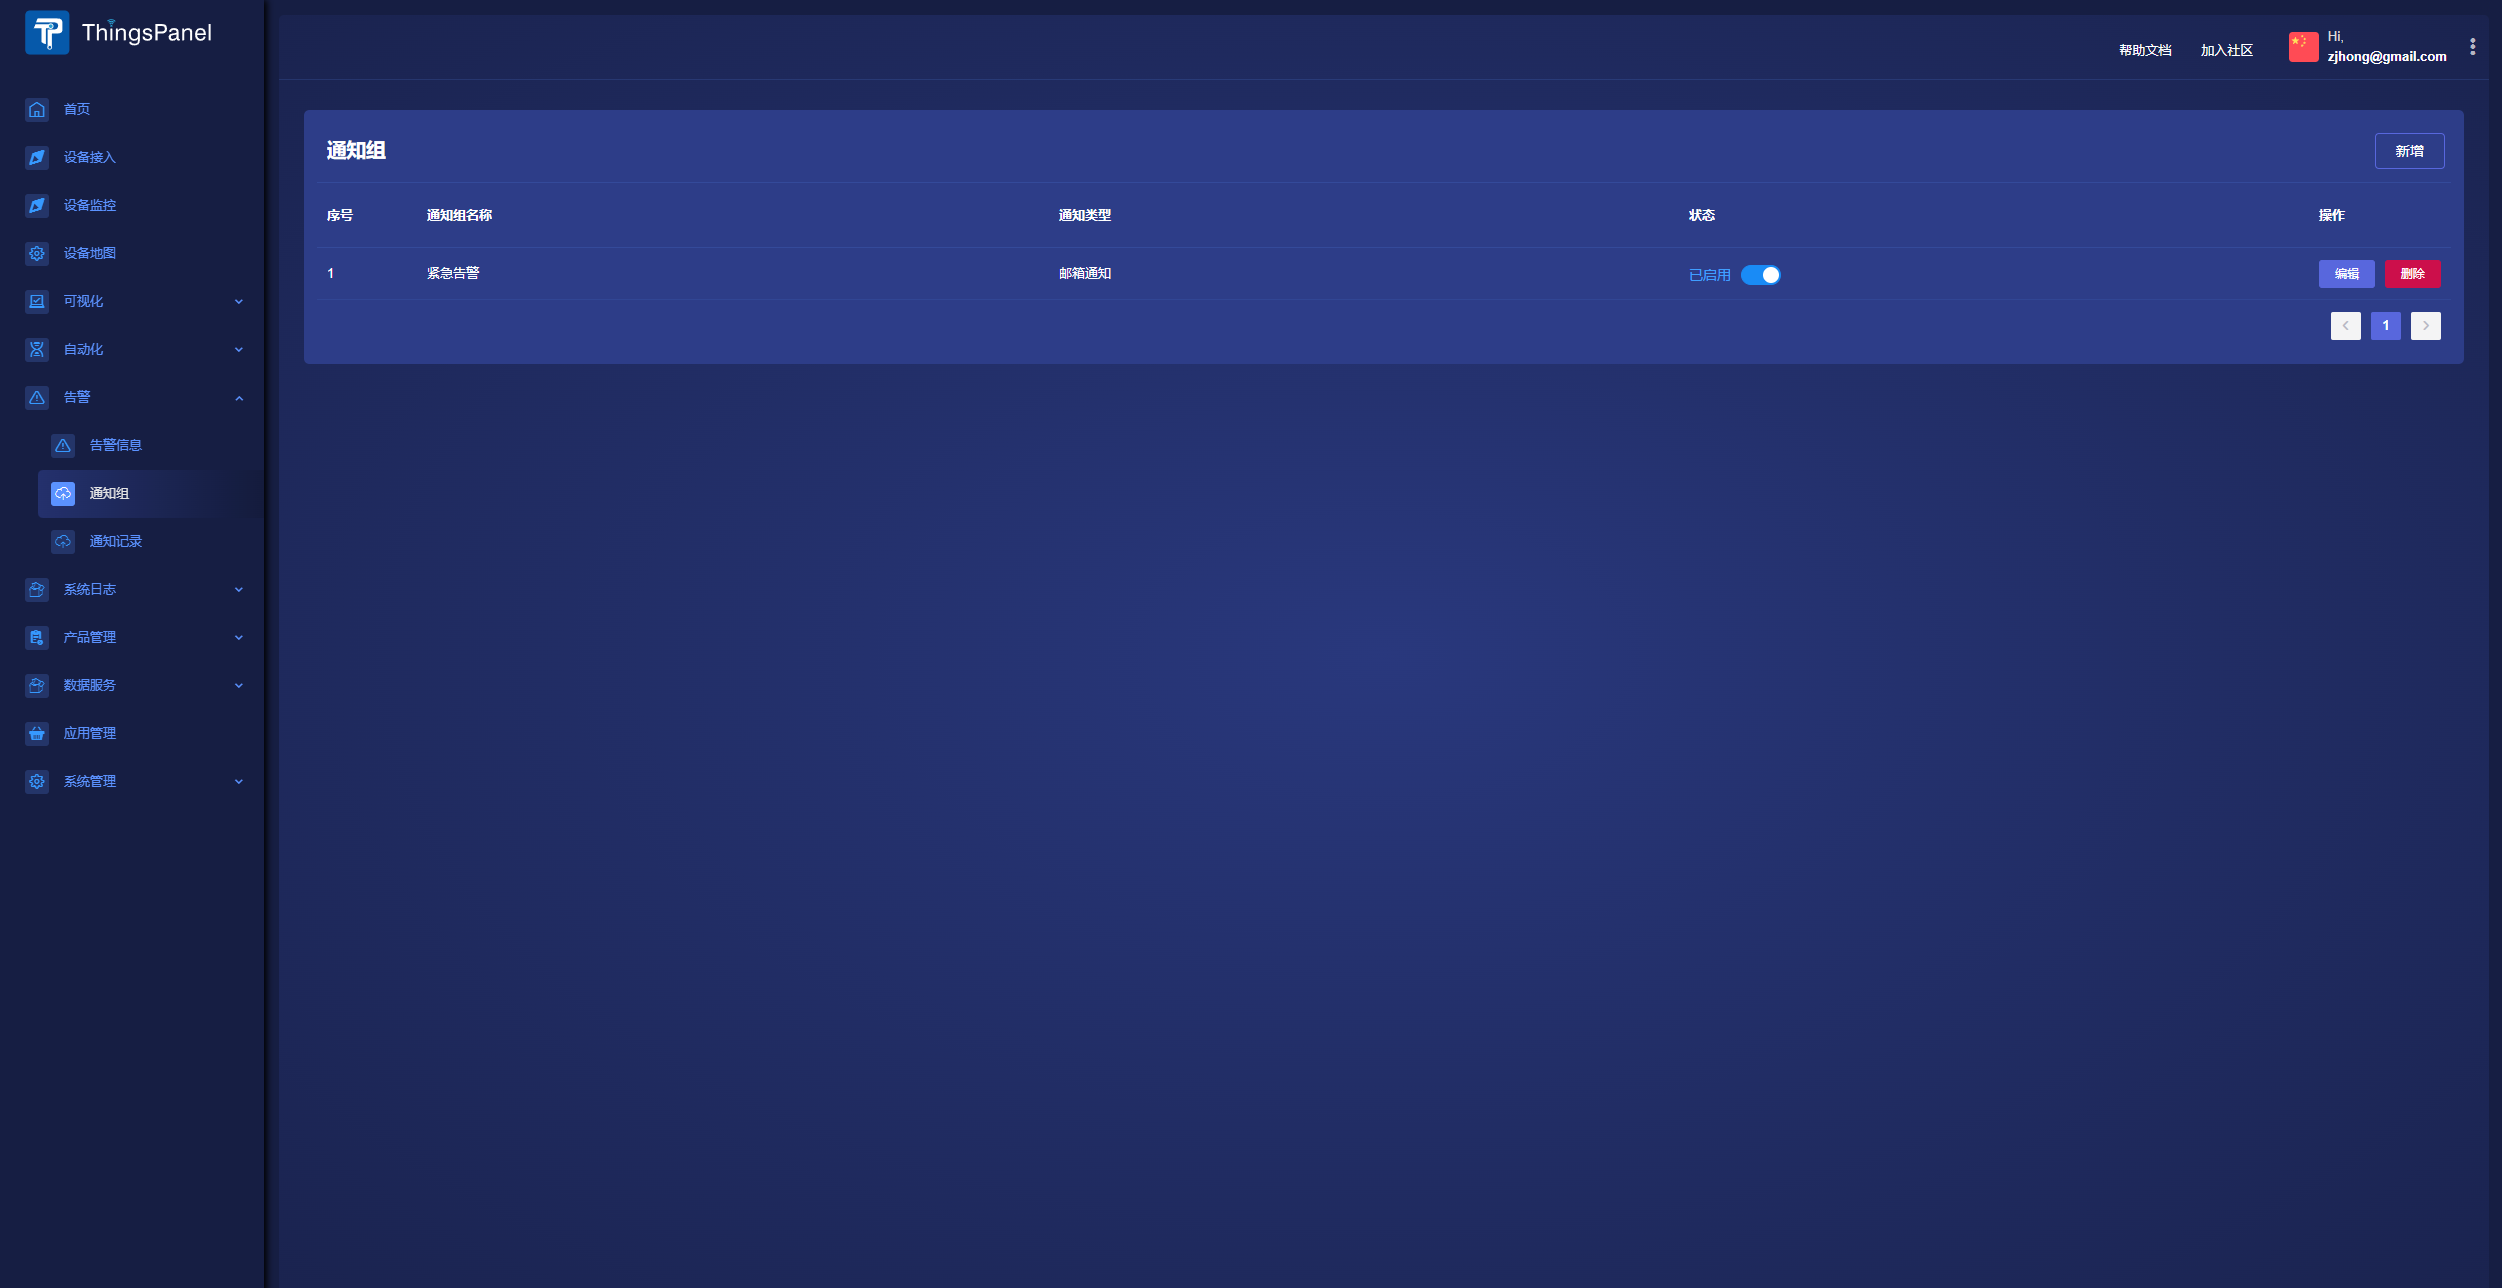 ThingsPanel
首页
设备接入
设备监控
设备地图
可视化
自动化
告警
告警信息
通知组
通知记录
系统日志
产品管理
数据服务
应用管理
系统管理
帮助文档 加入社区
Hi,
zjhong@gmail.com
通知组 新增
序号 通知组名称 通知类型 状态 操作
1 紧急告警 邮箱通知 已启用 编辑 删除
1